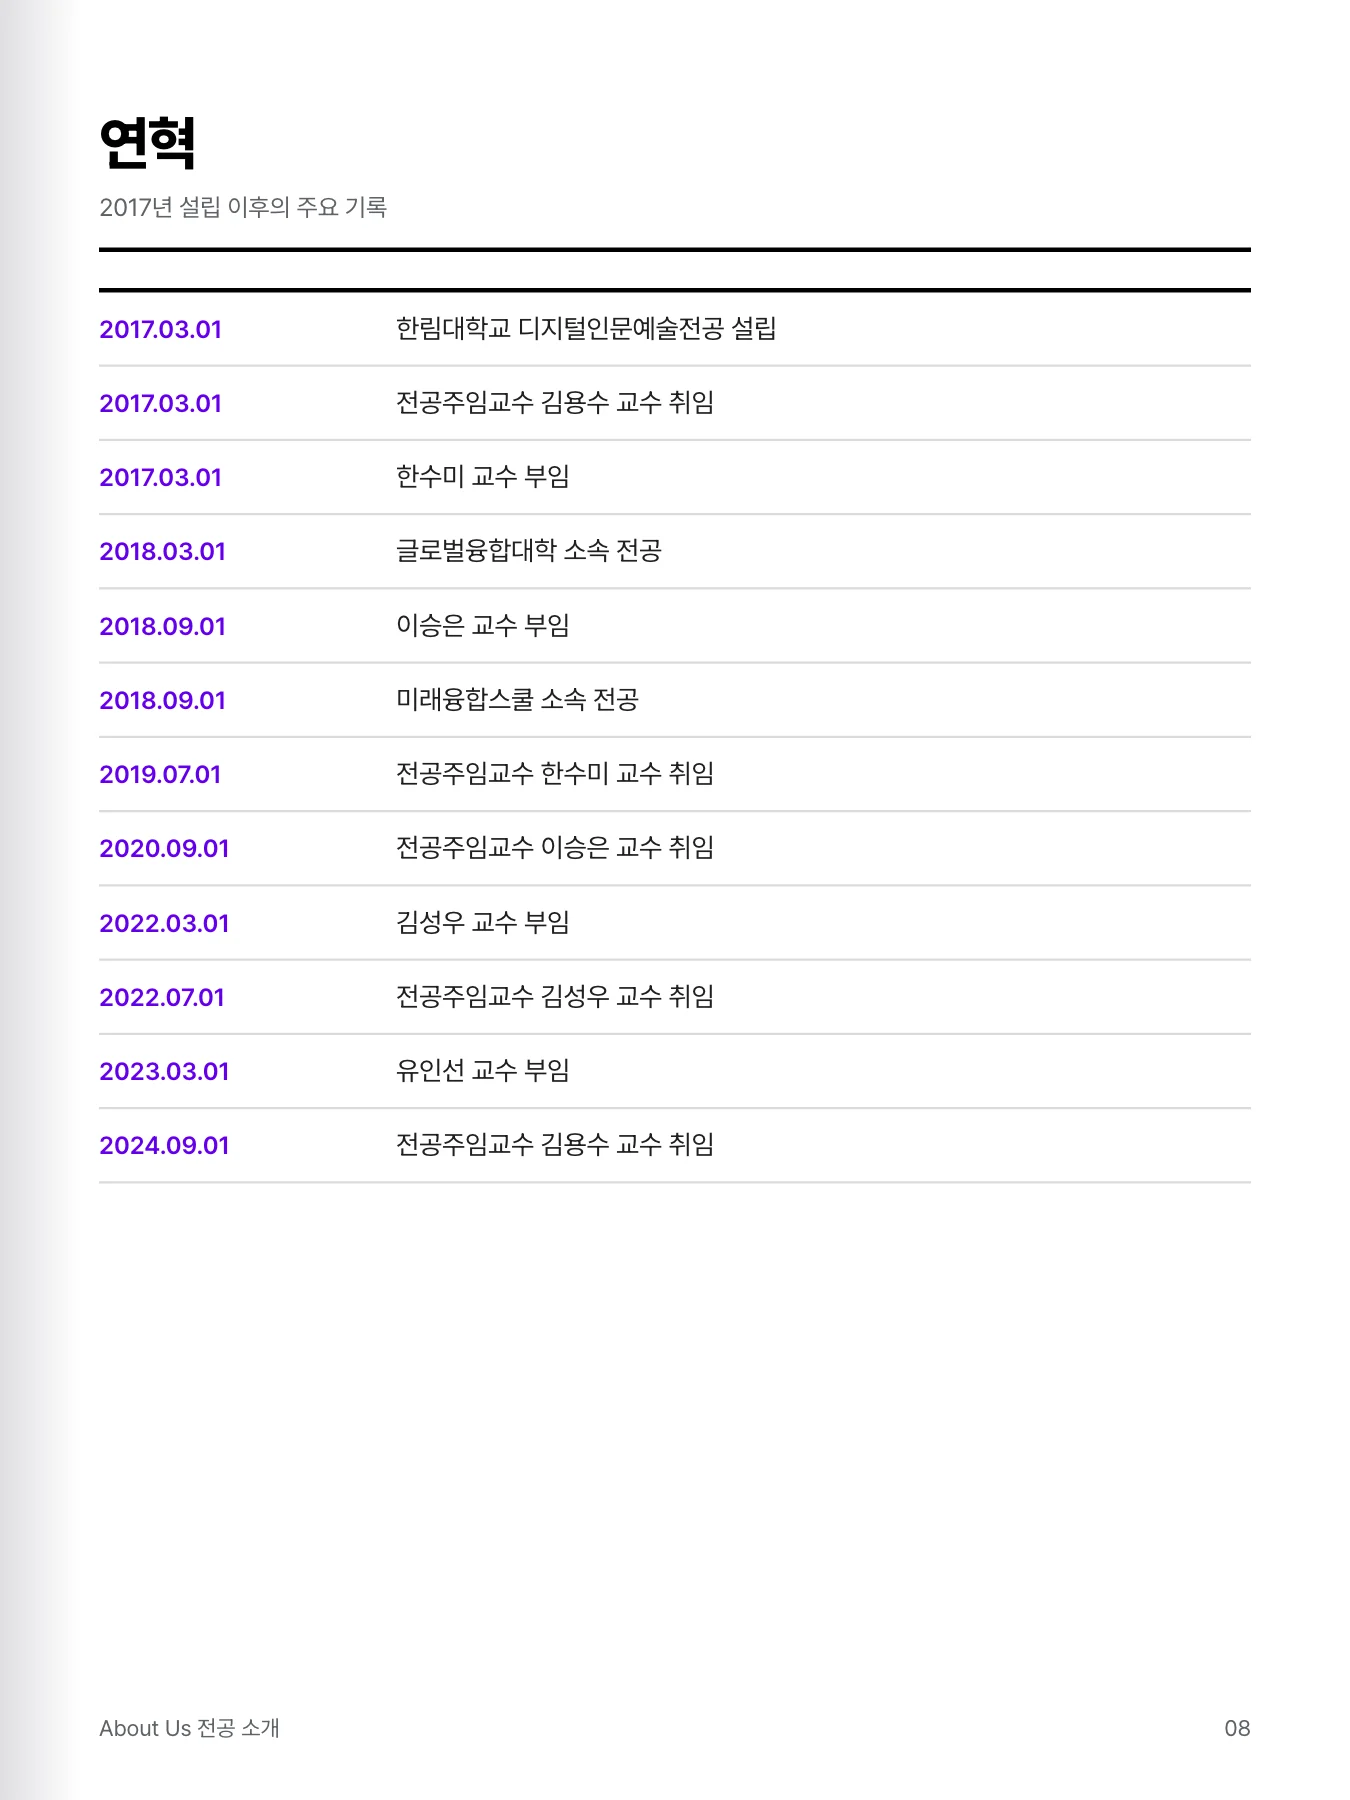 연혁
2017년 설립 이후의 주요 기록
2017.03.01 한림대학교 디지털인문예술전공 설립
2017.03.01 전공주임교수 김용수 교수 취임
2017.03.01 한수미 교수 부임
2018.03.01 글로벌융합대학 소속 전공
2018.09.01 이승은 교수 부임
2018.09.01 미래융합스쿨 소속 전공
2019.07.01 전공주임교수 한수미 교수 취임
2020.09.01 전공주임교수 이승은 교수 취임
2022.03.01 김성우 교수 부임
2022.07.01 전공주임교수 김성우 교수 취임
2023.03.01 유인선 교수 부임
2024.09.01 전공주임교수 김용수 교수 취임
About Us 전공 소개 08